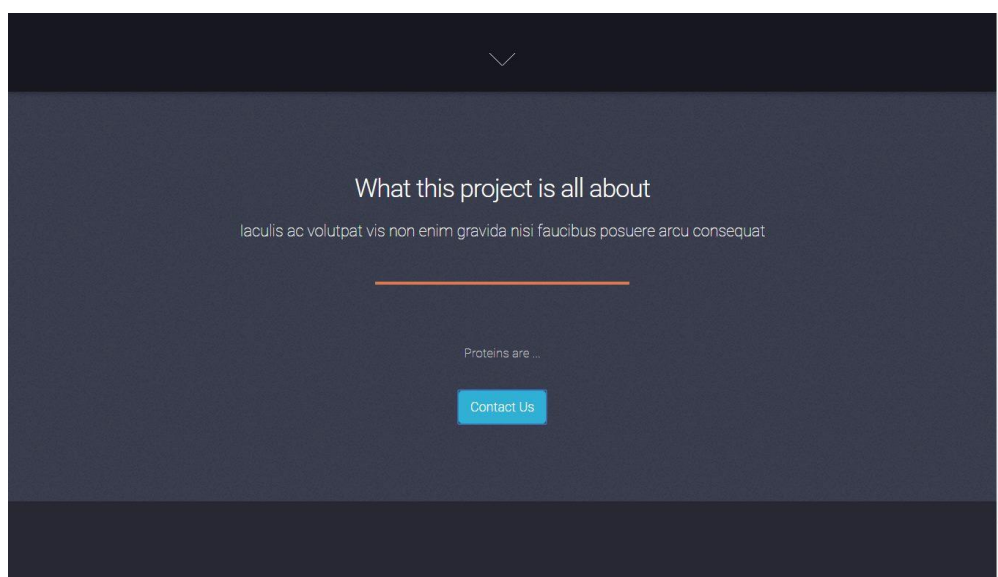 What this project is all about
Iaculis ac volutpat vis non enim gravida nisi faucibus posuere arcu consequat
Proteins are ...
Contact Us